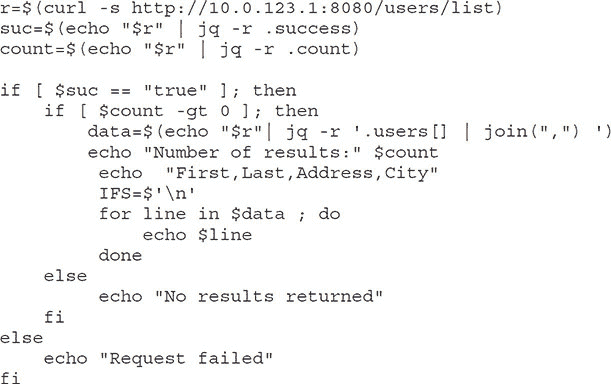 r=$(curl -s http://10.0.123.1:8080/users/list)
suc=$(echo "$r" | jq -r .success)
count=$(echo "$r" | jq -r .count)

if [ $suc == "true" ]; then
    if [ $count -gt 0 ]; then
        data=$(echo "$r"| jq -r '.users[] | join(",") ')
        echo "Number of results:" $count
         echo  "First,Last,Address,City"
         IFS=$'\n'
         for line in $data ; do
             echo $line
         done
    else
         echo "No results returned"
    fi
else
    echo "Request failed"
fi